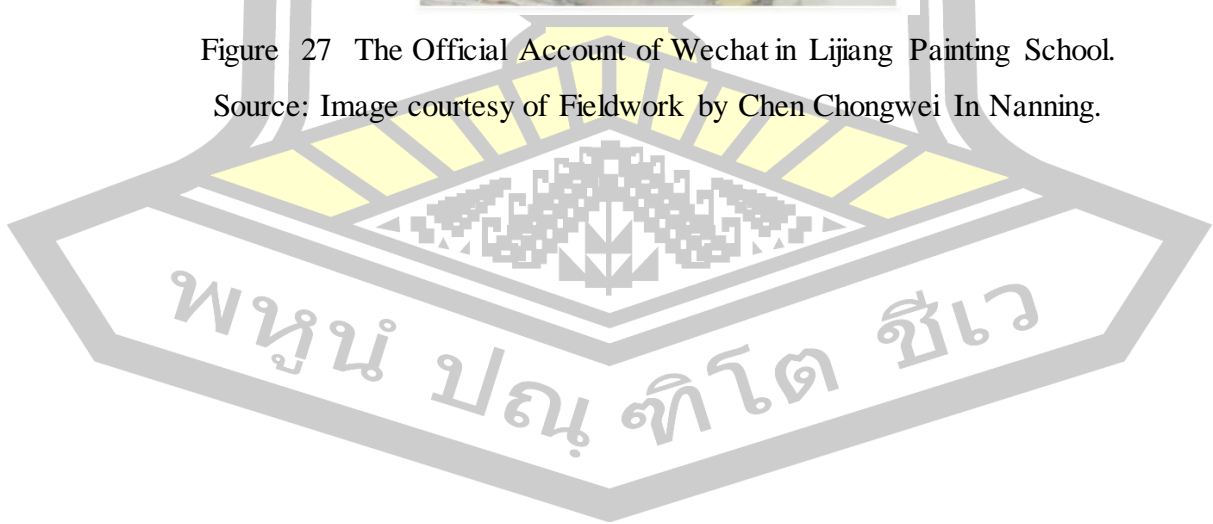 Figure 27 The Official Account of Wechat in Lijiang Painting School.
Source: Image courtesy of Fieldwork by Chen Chongwei In Nanning.
พหูนํ ปณฺฑิโต ชีเว